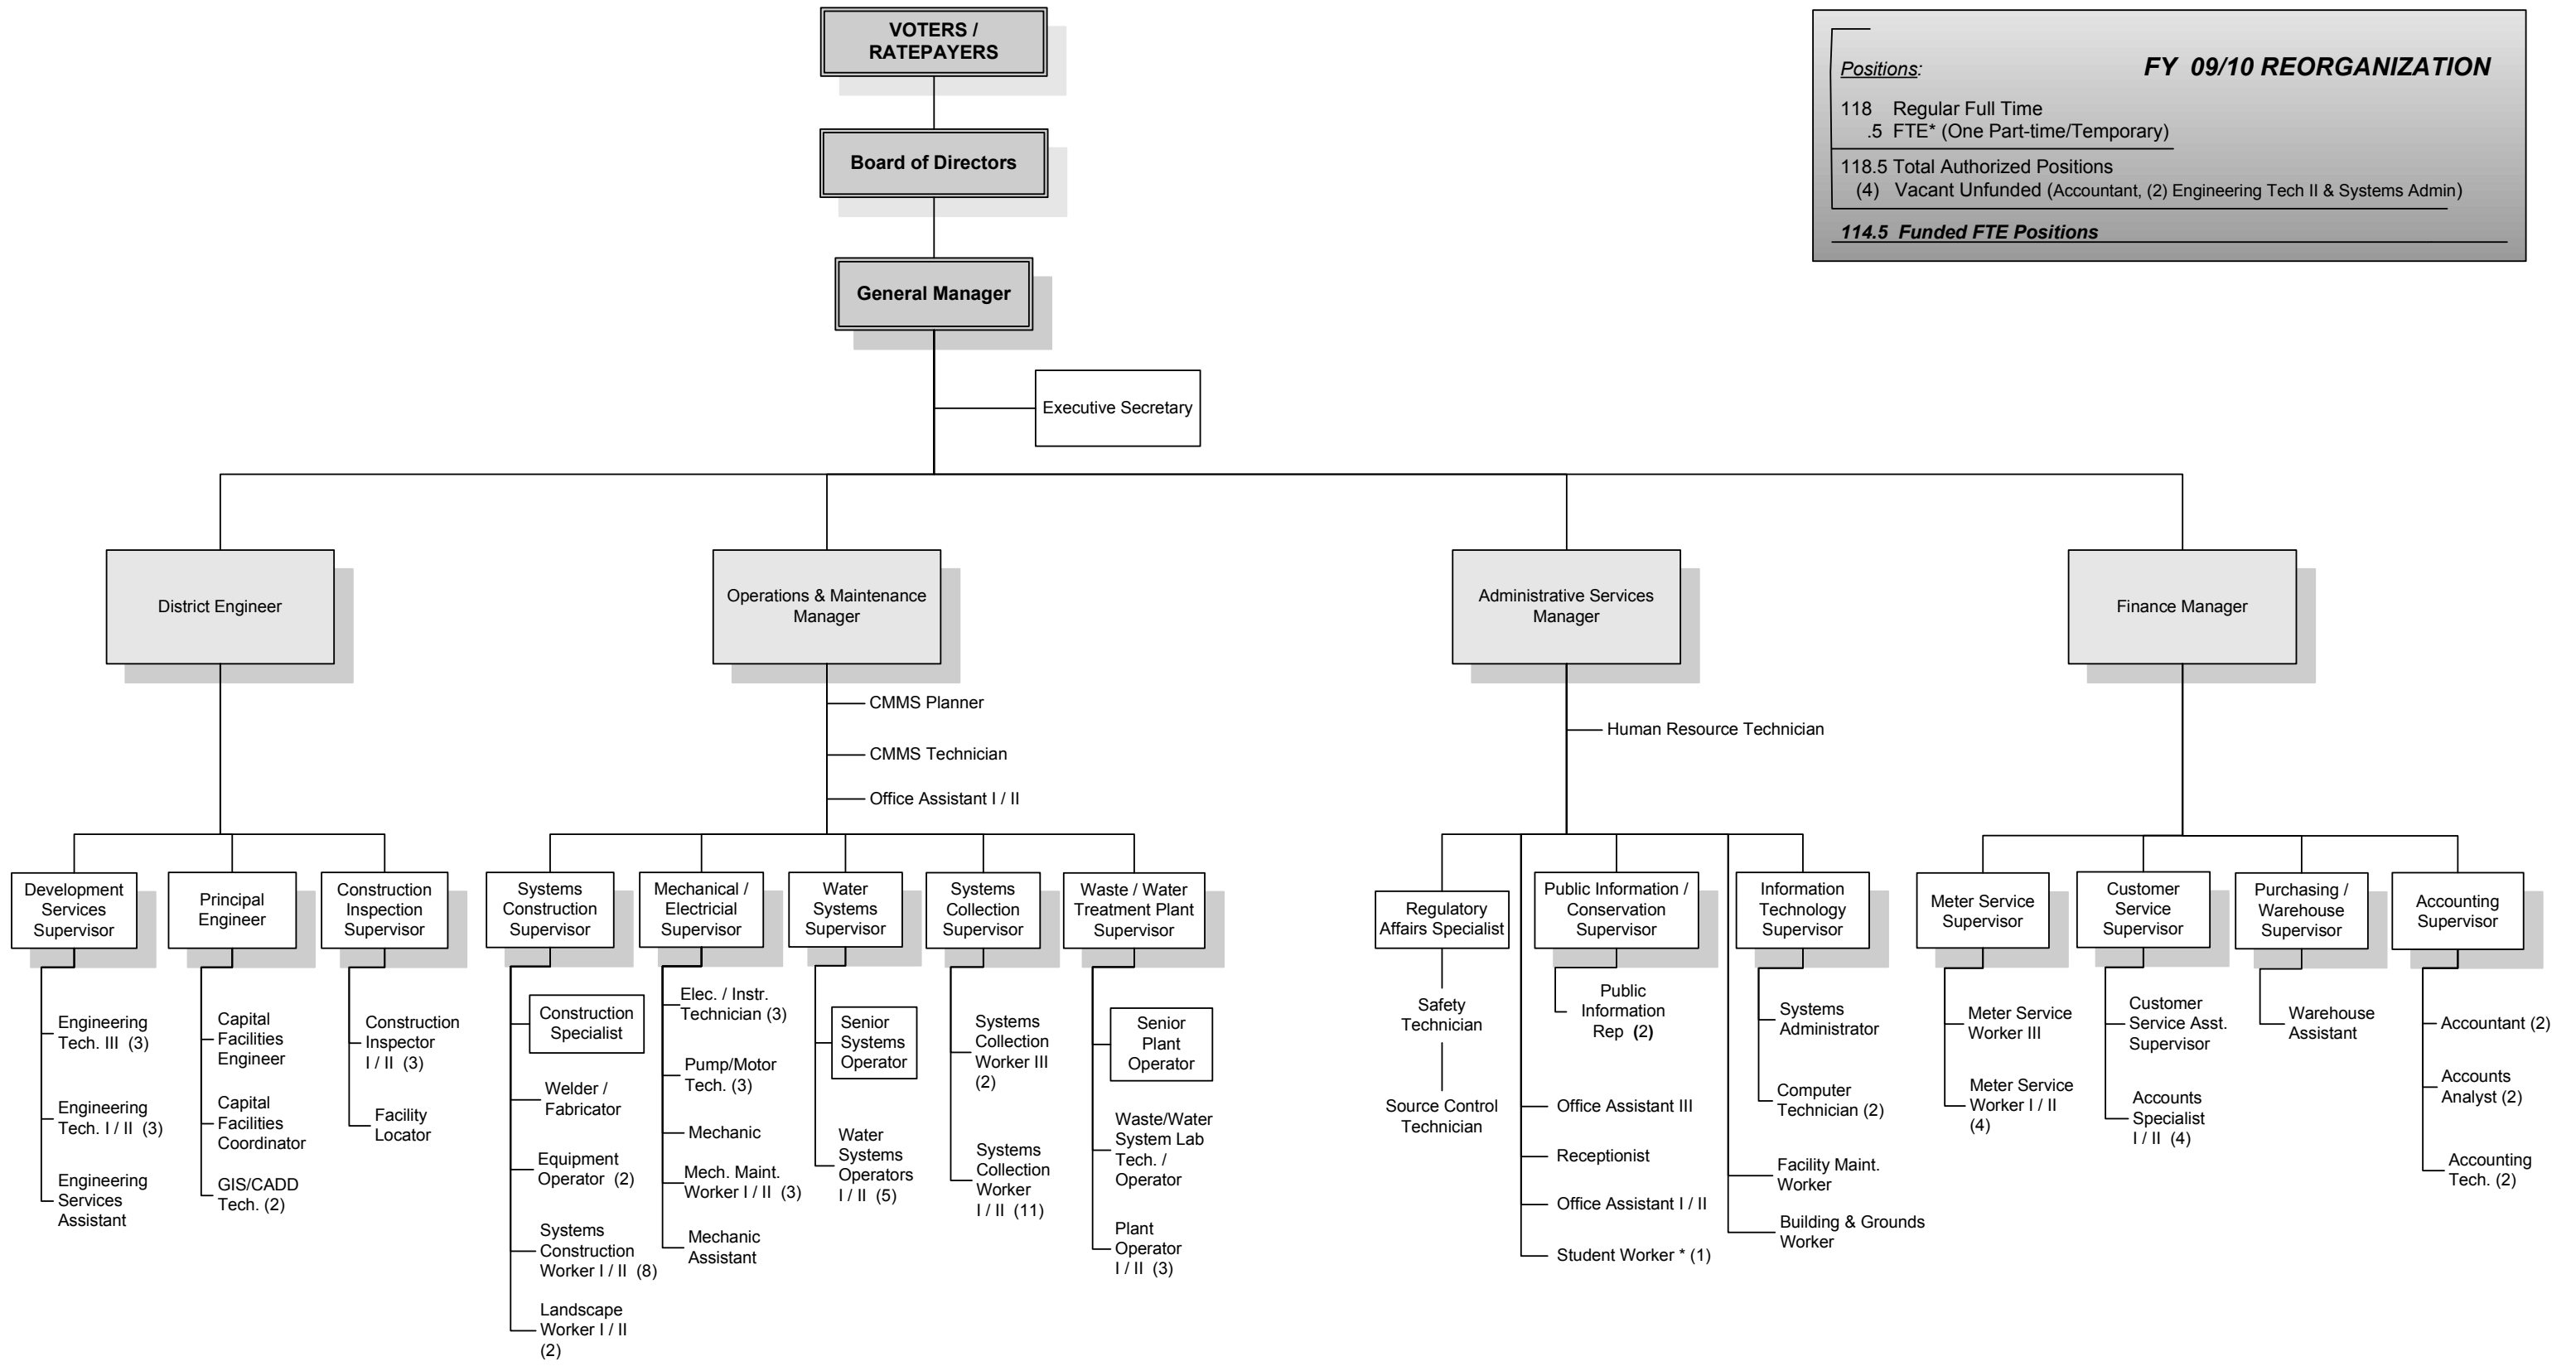 VOTERS /
RATEPAYERS
Board of Directors
General Manager
Executive Secretary
Positions:
FY 09/10 REORGANIZATION
118 Regular Full Time
.5 FTE* (One Part-time/Temporary)
118.5 Total Authorized Positions
(4) Vacant Unfunded (Accountant, (2) Engineering Tech II & Systems Admin)
114.5 Funded FTE Positions
District Engineer
Operations & Maintenance
Manager
Administrative Services
Manager
Finance Manager
CMMS Planner
CMMS Technician
Office Assistant I / II
Human Resource Technician
Development
Services
Supervisor
Engineering
Tech. III (3)
Engineering
Tech. I / II (3)
Engineering
Services
Assistant
Principal
Engineer
Capital
Facilities
Engineer
Capital
Facilities
Coordinator
GIS/CADD
Tech. (2)
Construction
Inspection
Supervisor
Construction
Inspector
I / II (3)
Facility
Locator
Systems
Construction
Supervisor
Construction
Specialist
Welder /
Fabricator
Equipment
Operator (2)
Systems
Construction
Worker I / II (8)
Landscape
Worker I / II
(2)
Mechanical /
Electricial
Supervisor
Elec. / Instr.
Technician (3)
Pump/Motor
Tech. (3)
Mechanic
Mech. Maint.
Worker I / II (3)
Mechanic
Assistant
Water
Systems
Supervisor
Senior
Systems
Operator
Water
Systems
Operators
I / II (5)
Systems
Collection
Supervisor
Systems
Collection
Worker III
(2)
Systems
Collection
Worker
I / II (11)
Waste / Water
Treatment Plant
Supervisor
Senior
Plant
Operator
Waste/Water
System Lab
Tech. /
Operator
Plant
Operator
I / II (3)
Regulatory
Affairs Specialist
Safety
Technician
Source Control
Technician
Public Information /
Conservation
Supervisor
Public
Information
Rep (2)
Office Assistant III
Receptionist
Office Assistant I / II
Student Worker * (1)
Information
Technology
Supervisor
Systems
Administrator
Computer
Technician (2)
Facility Maint.
Worker
Building & Grounds
Worker
Meter Service
Supervisor
Meter Service
Worker III
Meter Service
Worker I / II
(4)
Customer
Service
Supervisor
Customer
Service Asst.
Supervisor
Accounts
Specialist
I / II (4)
Purchasing /
Warehouse
Supervisor
Warehouse
Assistant
Accounting
Supervisor
Accountant (2)
Accounts
Analyst (2)
Accounting
Tech. (2)